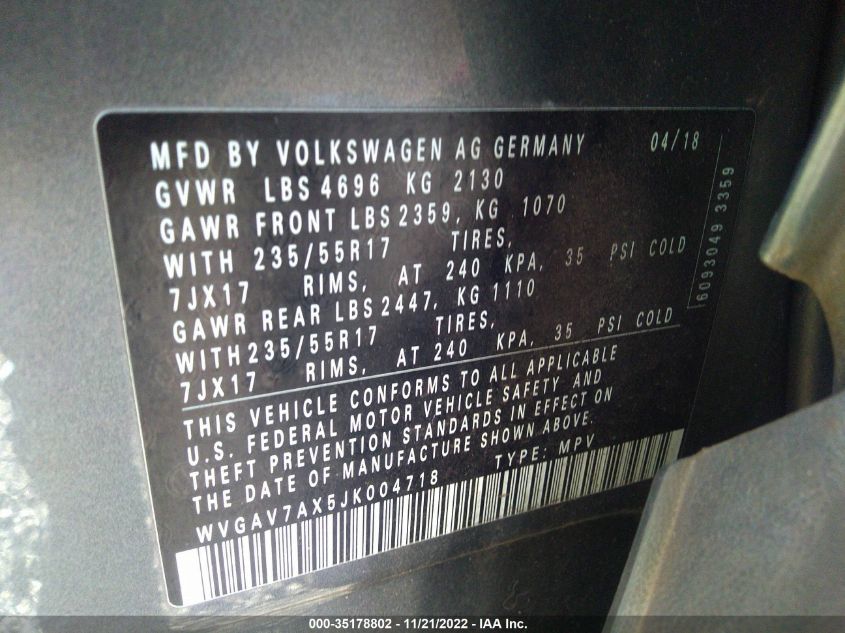 MFD BY VOLKSWAGEN AG GERMANY 04/18
GVWR LBS 4696 KG 2130
GAWR FRONT LBS 2359, KG 1070
WITH 235/55R17 TIRES,
7JX17 RIMS, AT 240 KPA, 35 PSI COLD
GAWR REAR LBS 2447, KG 1110
WITH 235/55R17 TIRES,
7JX17 RIMS, AT 240 KPA, 35 PSI COLD
THIS VEHICLE CONFORMS TO ALL APPLICABLE
U.S. FEDERAL MOTOR VEHICLE SAFETY AND
THEFT PREVENTION STANDARDS IN EFFECT ON
THE DATE OF MANUFACTURE SHOWN ABOVE.
WVGAV7AX5JK004718 TYPE: MPV
6093049 3359
000-35178802 - 11/21/2022 - IAA Inc.